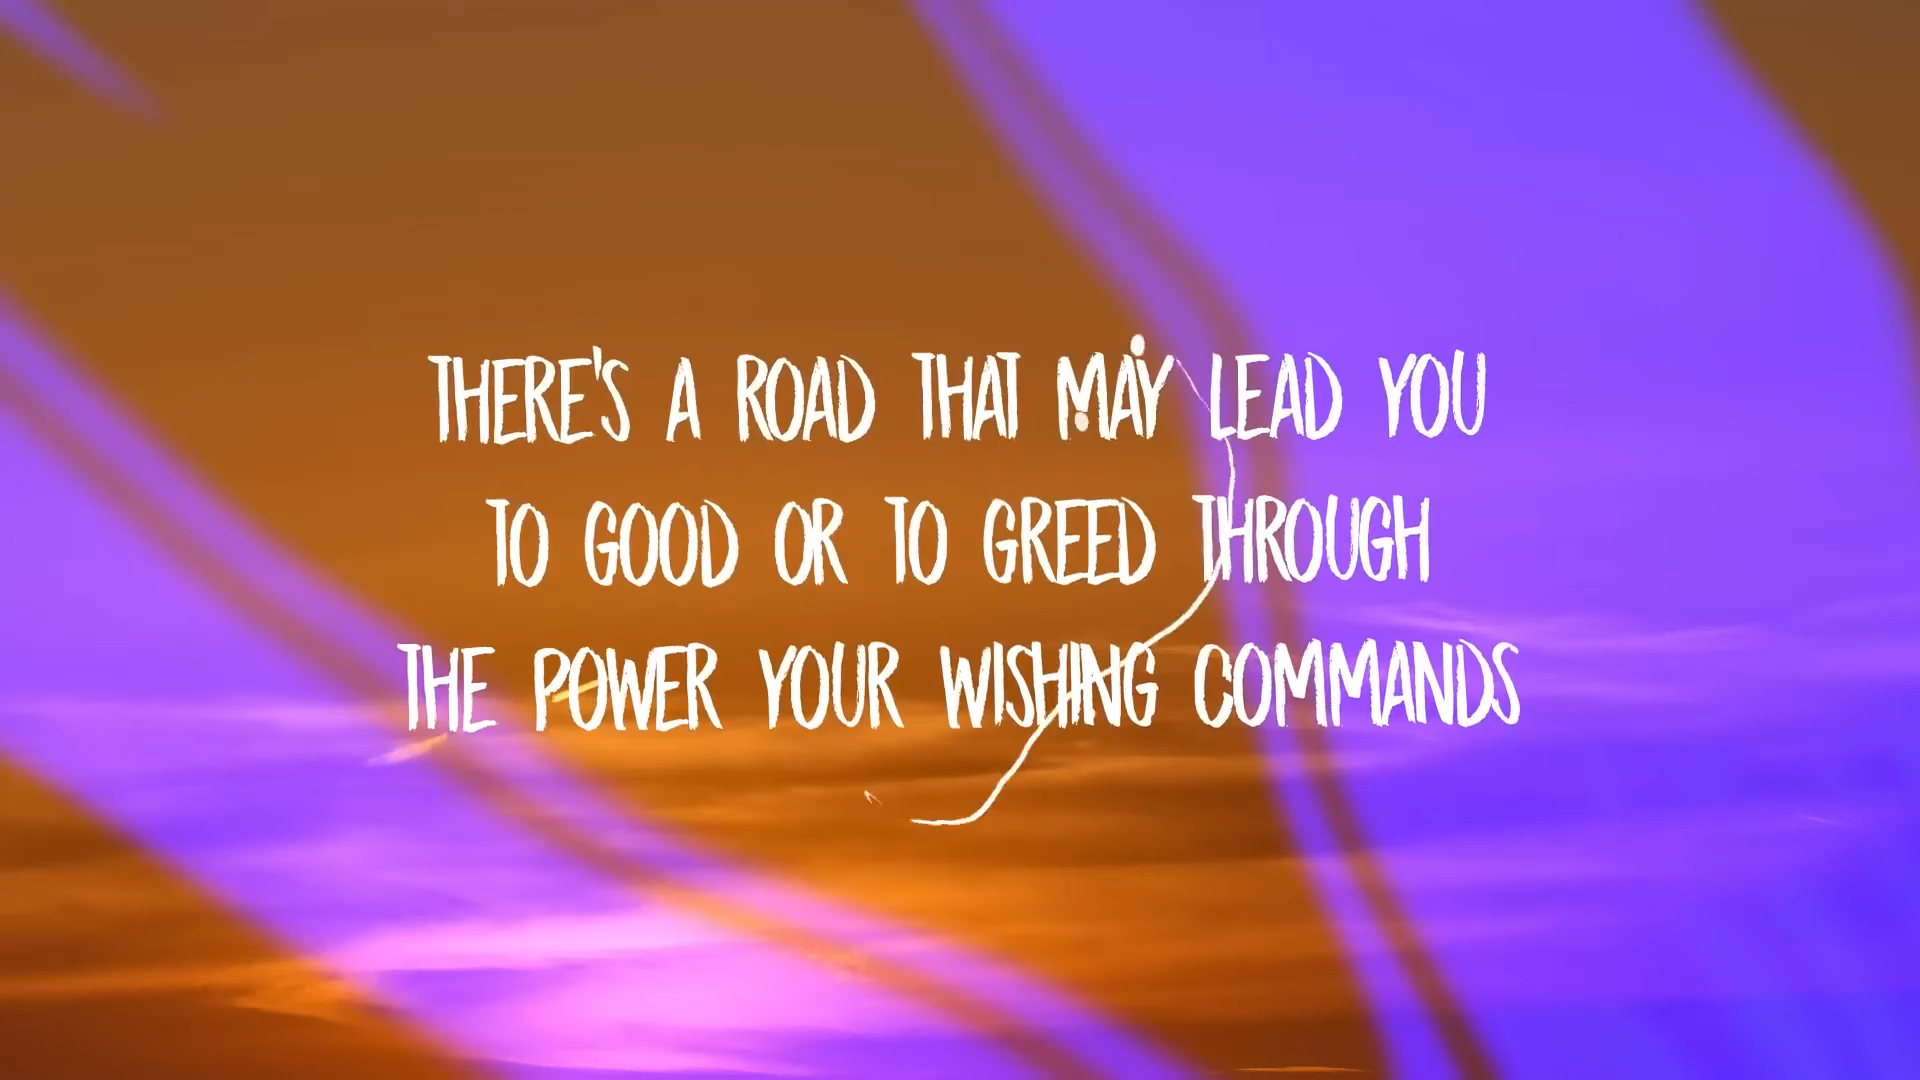 THERE'S A ROAD THAT MAY LEAD YOU
TO GOOD OR TO GREED THROUGH
THE POWER YOUR WISHING COMMANDS